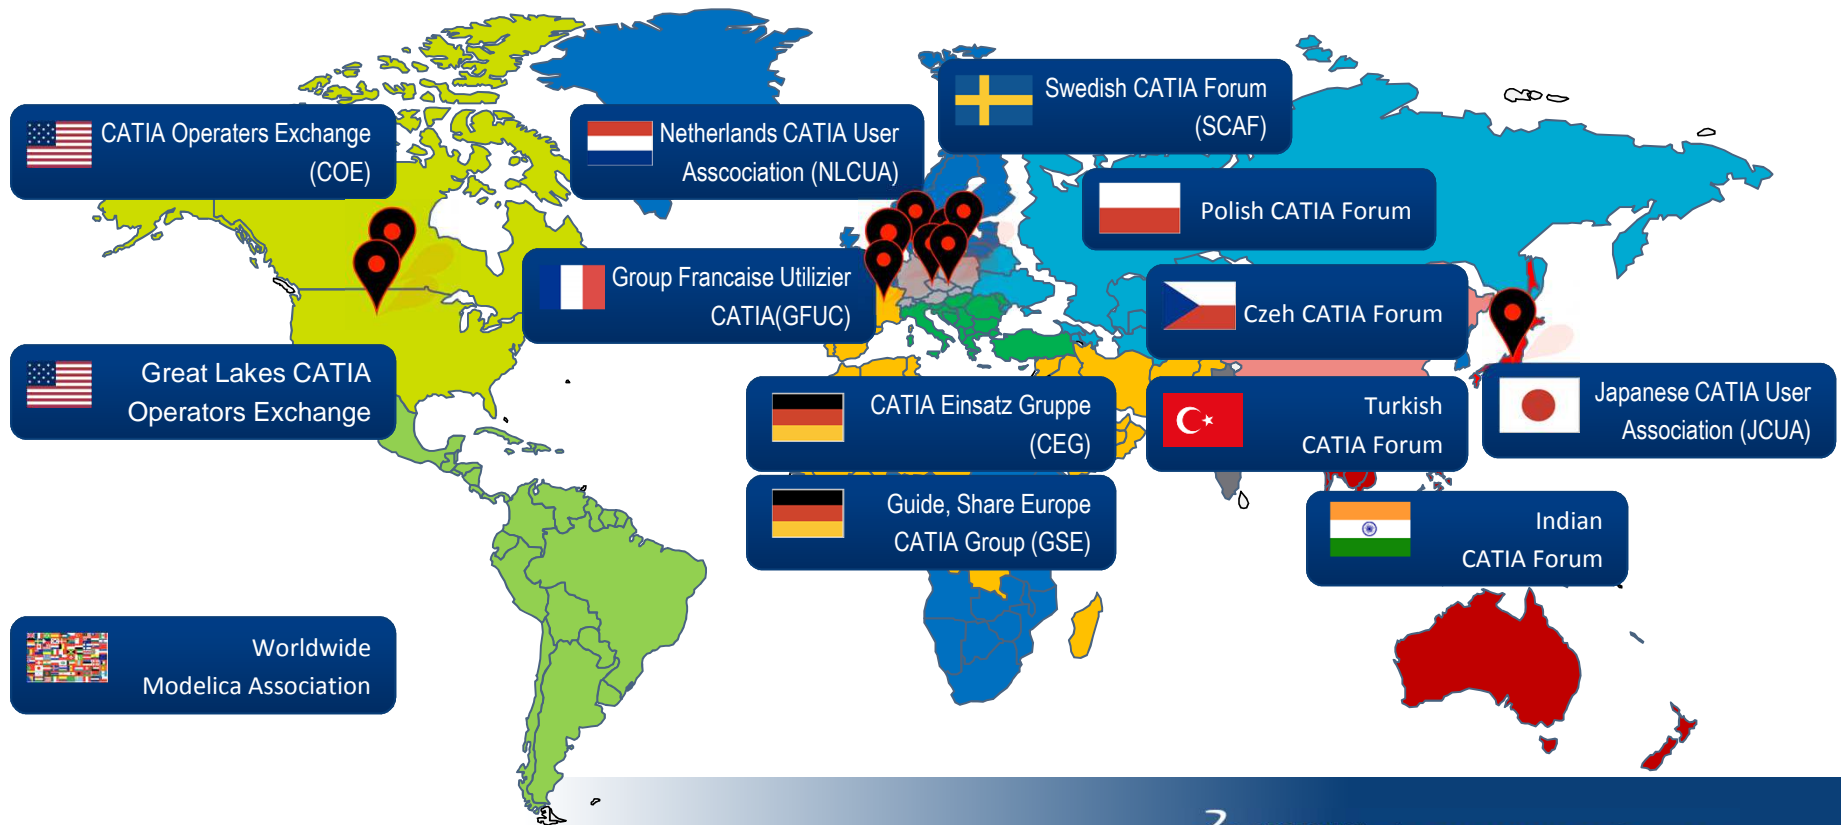 CATIA Operaters Exchange
(COE)
Netherlands CATIA User
Asscociation (NLCUA)
Swedish CATIA Forum
(SCAF)
Polish CATIA Forum
Group Francaise Utilizier
CATIA(GFUC)
Czeh CATIA Forum
Great Lakes CATIA
Operators Exchange
CATIA Einsatz Gruppe
(CEG)
Turkish
CATIA Forum
Japanese CATIA User
Association (JCUA)
Guide, Share Europe
CATIA Group (GSE)
Indian
CATIA Forum
Worldwide
Modelica Association